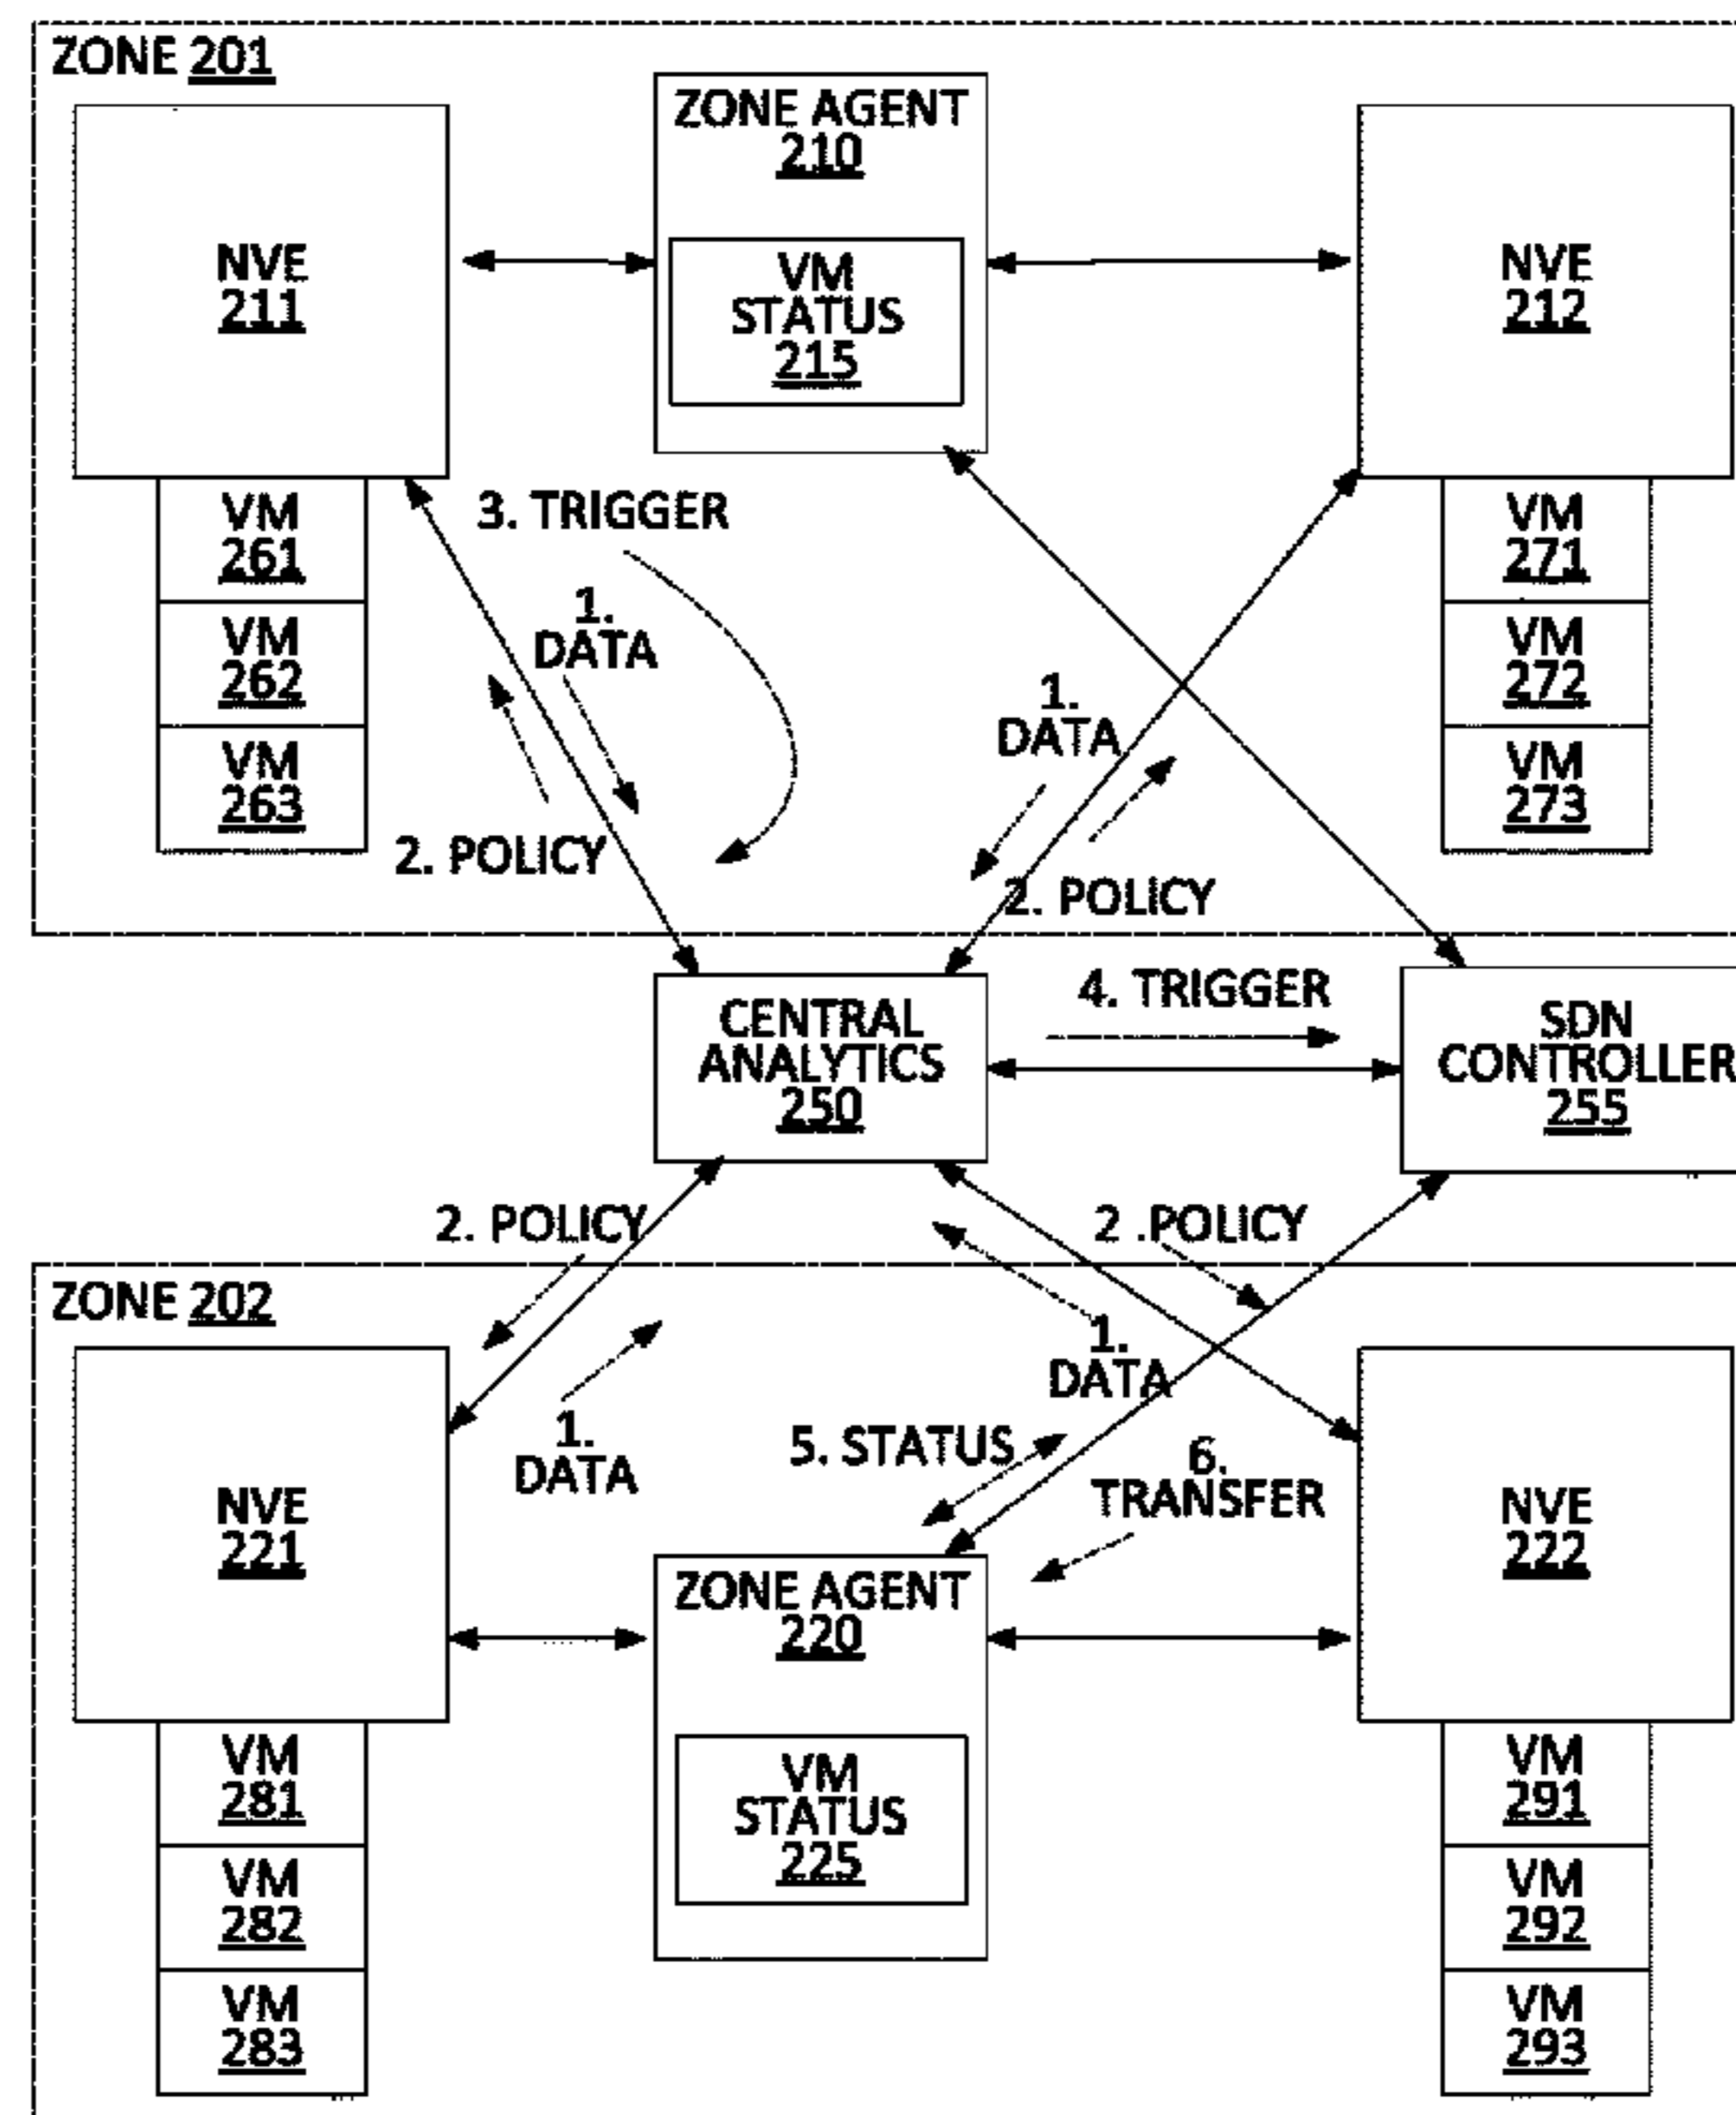 ZONE 201
ZONE AGENT
210
NVE
211
VM
STATUS
215
NVE
212
3. TRIGGER
VM
261
VM
262
VM
263
1.
DATA
2. POLICY
1.
DATA
2. POLICY
VM
271
VM
272
VM
273
CENTRAL
ANALYTICS
250
4. TRIGGER
SDN
CONTROLLER
255
2. POLICY
2 .POLICY
ZONE 202
NVE
221
1.
DATA
1.
DATA
5. STATUS
6.
TRANSFER
NVE
222
ZONE AGENT
220
VM
STATUS
225
VM
281
VM
282
VM
283
VM
291
VM
292
VM
293